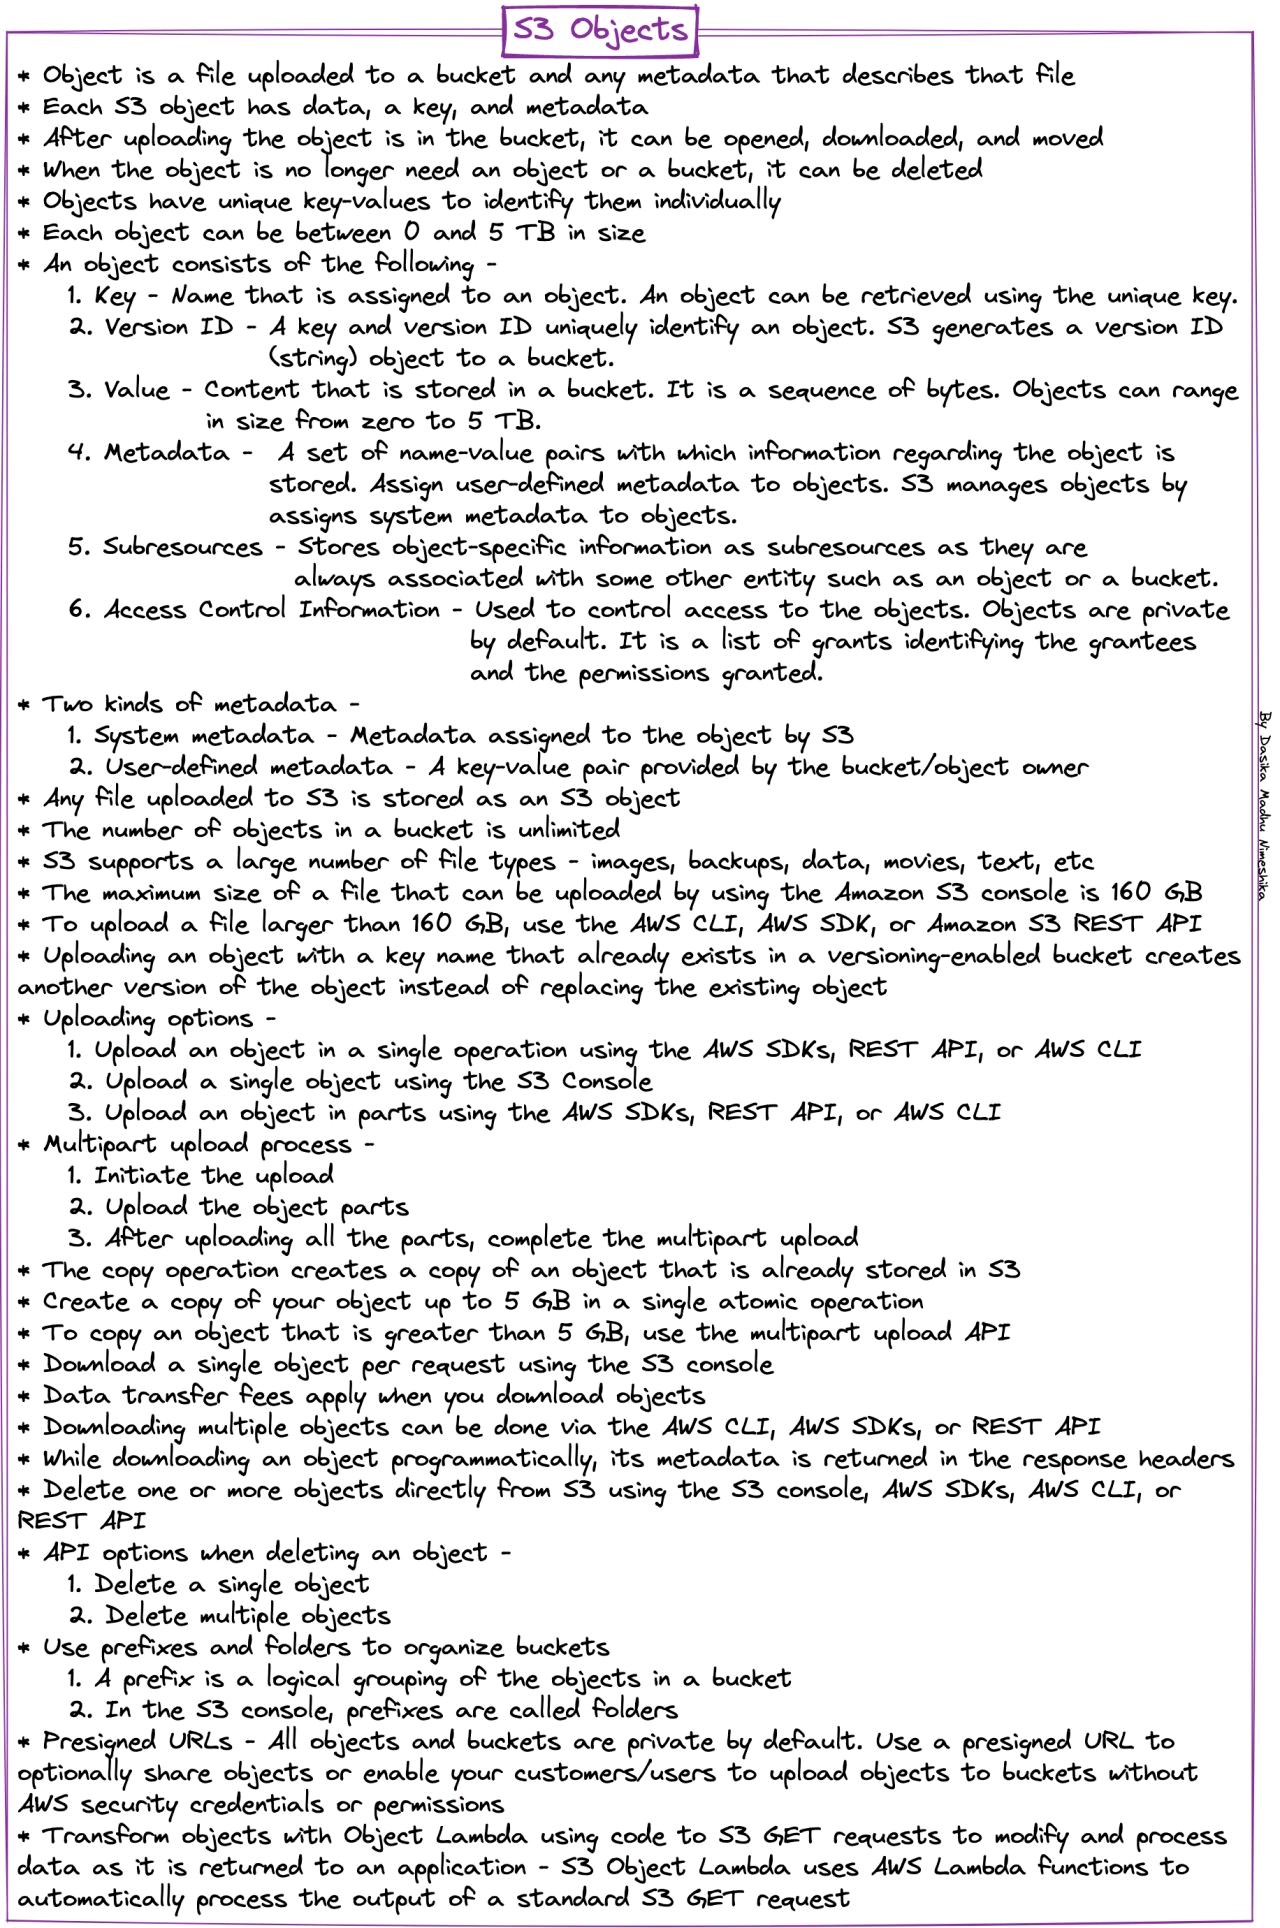 S3 Objects
* Object is a file uploaded to a bucket and any metadata that describes that file
* Each S3 object has data, a key, and metadata
* After uploading the object is in the bucket, it can be opened, downloaded, and moved
* When the object is no longer need an object or a bucket, it can be deleted
* Objects have unique key-values to identify them individually
* Each object can be between 0 and 5 TB in size
* An object consists of the following -
1. Key - Name that is assigned to an object. An object can be retrieved using the unique key.
2. Version ID - A key and version ID uniquely identify an object. S3 generates a version ID
(string) object to a bucket.
3. Value - Content that is stored in a bucket. It is a sequence of bytes. Objects can range
in size from zero to 5 TB.
4. Metadata - A set of name-value pairs with which information regarding the object is
stored. Assign user-defined metadata to objects. S3 manages objects by
assigns system metadata to objects.
5. Subresources - Stores object-specific information as subresources as they are
always associated with some other entity such as an object or a bucket.
6. Access Control Information - Used to control access to the objects. Objects are private
by default. It is a list of grants identifying the grantees
and the permissions granted.
* Two kinds of metadata -
1. System metadata - Metadata assigned to the object by S3
2. User-defined metadata - A key-value pair provided by the bucket/object owner
* Any file uploaded to S3 is stored as an S3 object
* The number of objects in a bucket is unlimited
* S3 supports a large number of file types - images, backups, data, movies, text, etc
* The maximum size of a file that can be uploaded by using the Amazon S3 console is 160 GB
* To upload a file larger than 160 GB, use the AWS CLI, AWS SDK, or Amazon S3 REST API
* Uploading an object with a key name that already exists in a versioning-enabled bucket creates
another version of the object instead of replacing the existing object
* Uploading options -
1. Upload an object in a single operation using the AWS SDKs, REST API, or AWS CLI
2. Upload a single object using the S3 Console
3. Upload an object in parts using the AWS SDKs, REST API, or AWS CLI
* Multipart upload process -
1. Initiate the upload
2. Upload the object parts
3. After uploading all the parts, complete the multipart upload
* The copy operation creates a copy of an object that is already stored in S3
* Create a copy of your object up to 5 GB in a single atomic operation
* To copy an object that is greater than 5 GB, use the multipart upload API
* Download a single object per request using the S3 console
* Data transfer fees apply when you download objects
* Downloading multiple objects can be done via the AWS CLI, AWS SDKs, or REST API
* While downloading an object programmatically, its metadata is returned in the response headers
* Delete one or more objects directly from S3 using the S3 console, AWS SDKs, AWS CLI, or
REST API
* API options when deleting an object -
1. Delete a single object
2. Delete multiple objects
* Use prefixes and folders to organize buckets
1. A prefix is a logical grouping of the objects in a bucket
2. In the S3 console, prefixes are called folders
* Presigned URLs - All objects and buckets are private by default. Use a presigned URL to
optionally share objects or enable your customers/users to upload objects to buckets without
AWS security credentials or permissions
* Transform objects with Object Lambda using code to S3 GET requests to modify and process
data as it is returned to an application - S3 Object Lambda uses AWS Lambda functions to
automatically process the output of a standard S3 GET request
By Dasika Madhu Nimeshika